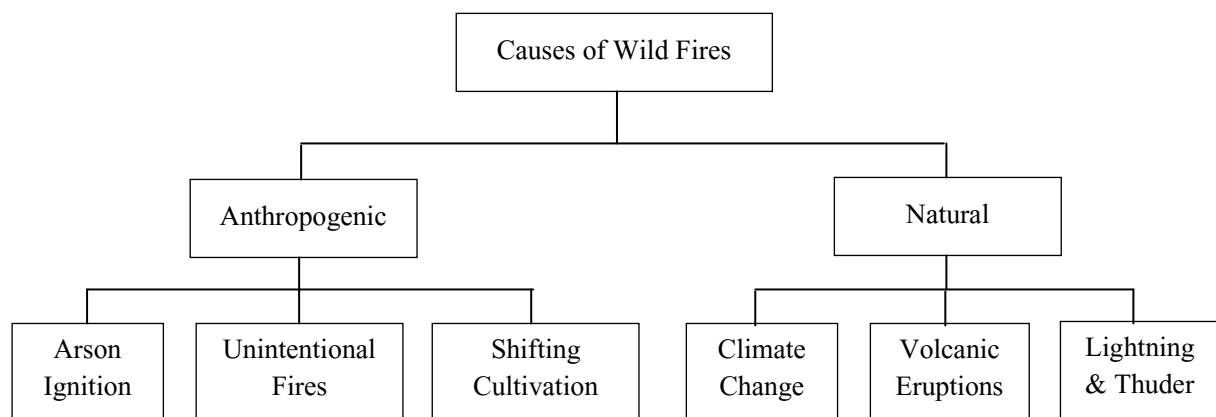 Causes of Wild Fires
Anthropogenic
Natural
Arson
Ignition
Unintentional
Fires
Shifting
Cultivation
Climate
Change
Volcanic
Eruptions
Lightning
& Thuder